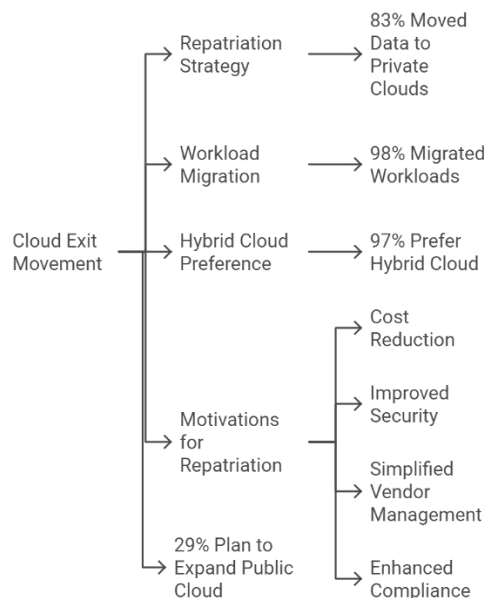 Repatriation
Strategy
83% Moved
Data to
Private
Clouds
Workload
Migration
98% Migrated
Workloads
Cloud Exit
Movement
Hybrid Cloud
Preference
97% Prefer
Hybrid Cloud
Motivations
for
Repatriation
Cost
Reduction
Improved
Security
Simplified
Vendor
Management
Enhanced
Compliance
29% Plan to
Expand Public
Cloud